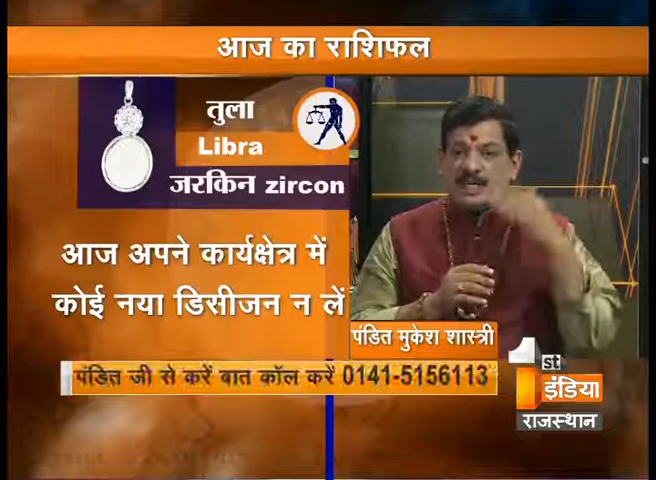 आज का राशिफल
तुला
Libra
जरकिन zircon
आज अपने कार्यक्षेत्र में
कोई नया डिसीजन न लें
पंडित मुकेश शास्त्री
पंडित जी से करें बात कॉल करें 0141-5156113
1st
इंडिया
राजस्थान